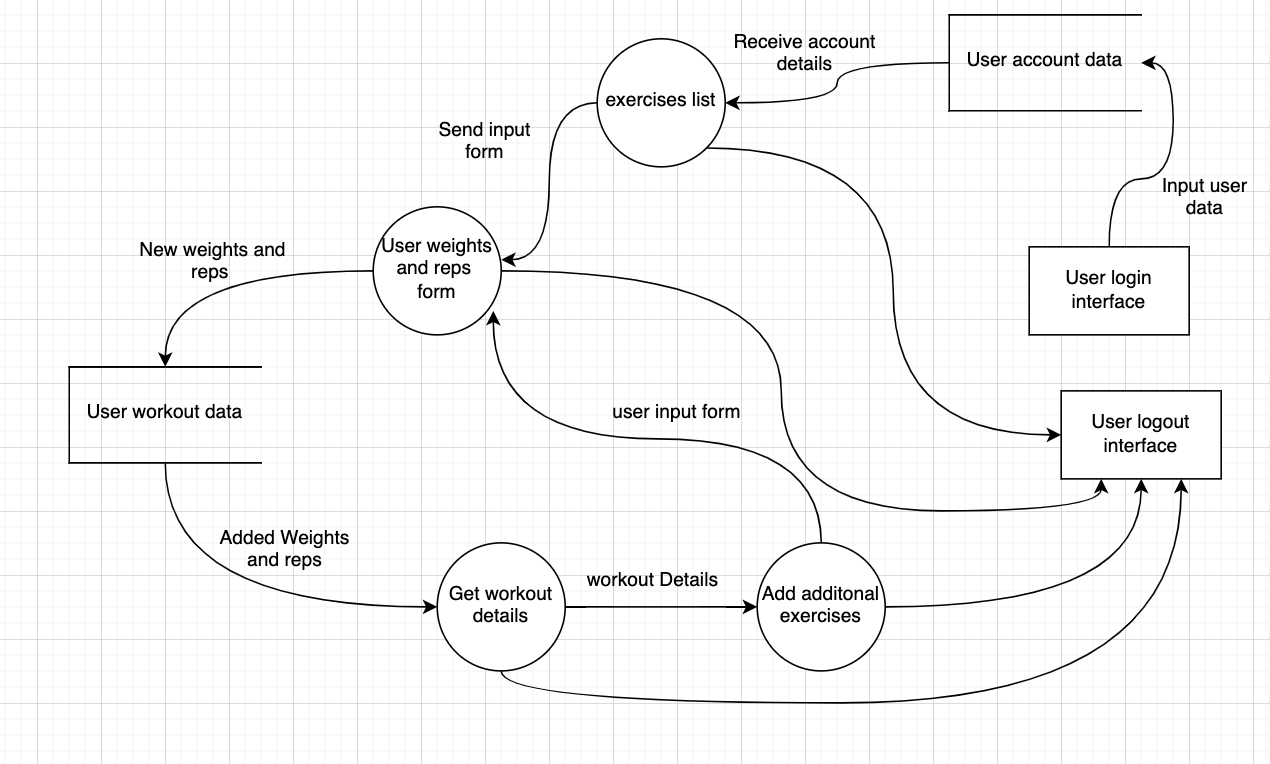 Receive account
details
User account data
exercises list
Send input
form
Input user
data
New weights and
reps
User weights
and reps
form
User login
interface
User workout data
user input form
User logout
interface
Added Weights
and reps
workout Details
Get workout
details
Add additonal
exercises